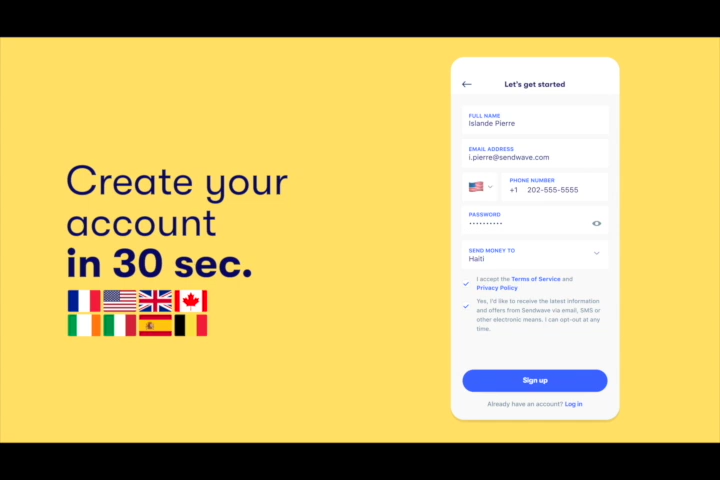 Create your
account
in 30 sec.
Let's get started
FULL NAME
Islande Pierre
EMAIL ADDRESS
i.pierre@sendwave.com
PHONE NUMBER
+1 202-555-5555
PASSWORD
••••••••••
SEND MONEY TO
Haiti
I accept the Terms of Service and
Privacy Policy
Yes, I'd like to receive the latest information
and offers from Sendwave via email, SMS or
other electronic means. I can opt-out at any
time.
Sign up
Already have an account? Log in